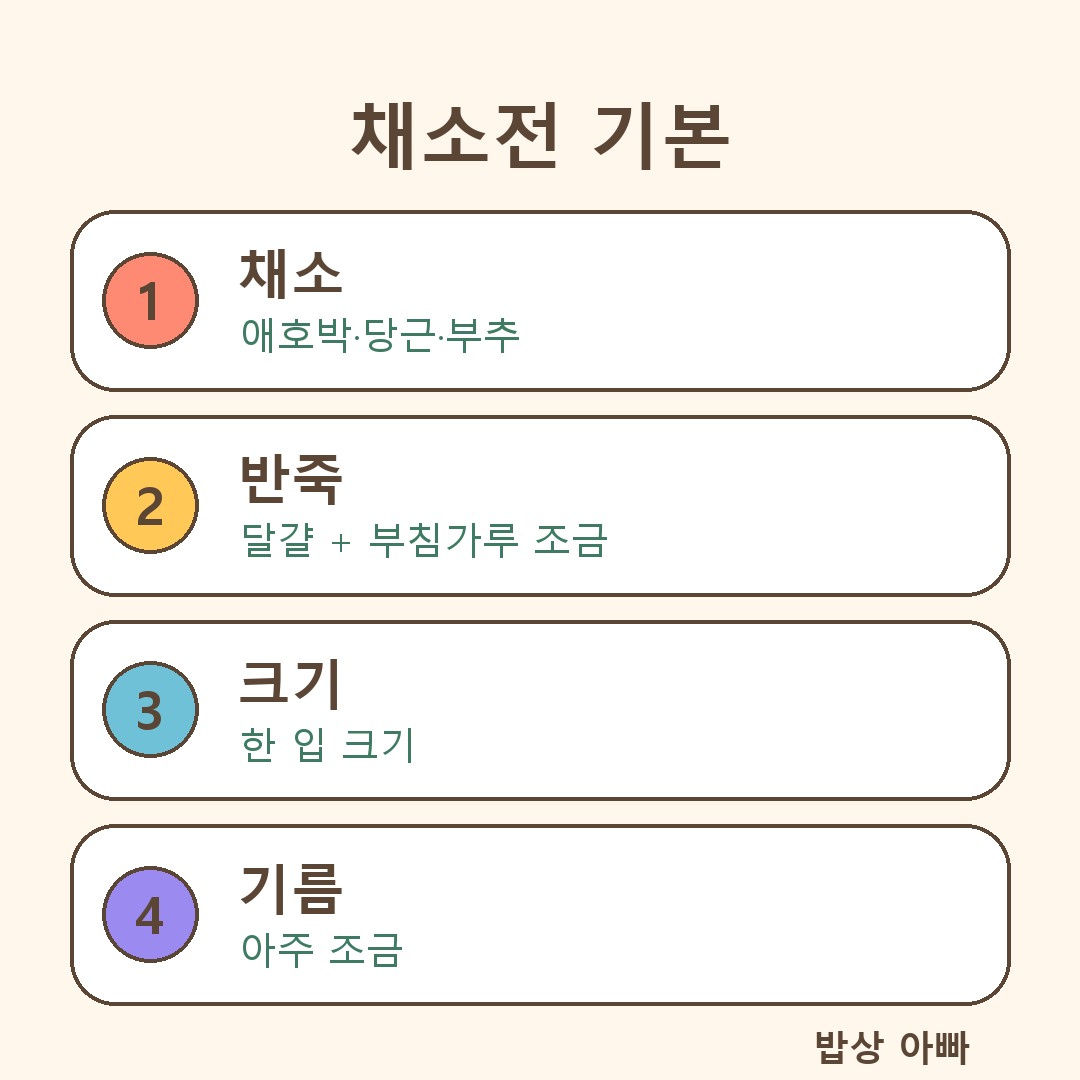 채소전 기본
1
채소
애호박·당근·부추
2
반죽
달걀 + 부침가루 조금
3
크기
한 입 크기
4
기름
아주 조금
밥상 아빠